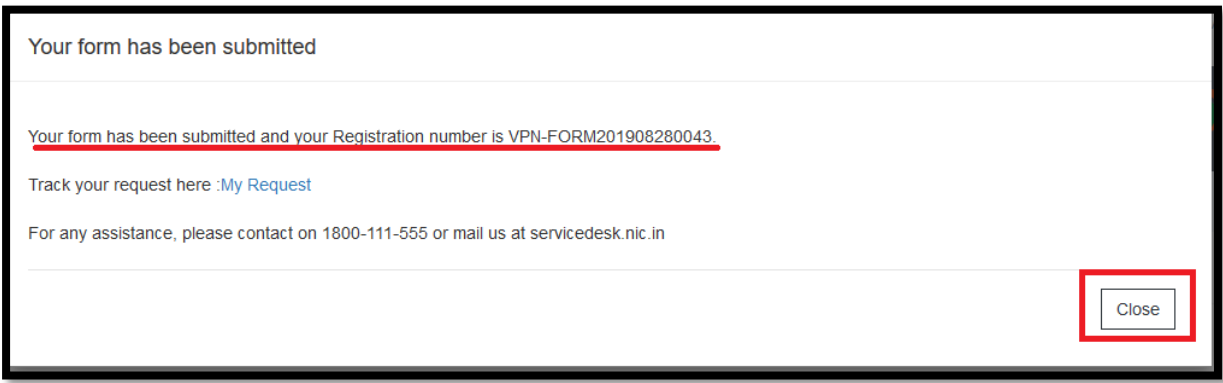 Your form has been submitted
Your form has been submitted and your Registration number is VPN-FORM201908280043.
Track your request here :My Request
For any assistance, please contact on 1800-111-555 or mail us at servicedesk.nic.in
Close